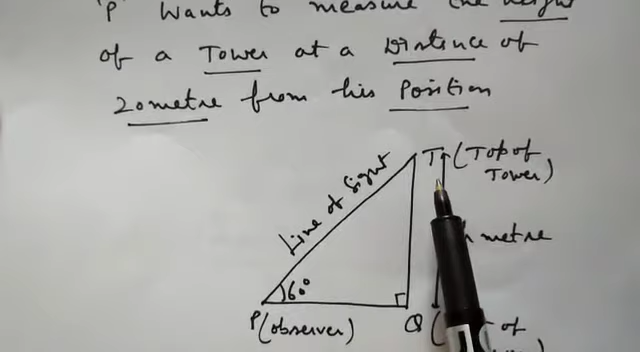 'P' Wants to measure the height
of a Tower at a Distance of
20metre from his Position
T (Top of
Tower)
Line of Sight
h metre
60°
P(observer)
Q (
of